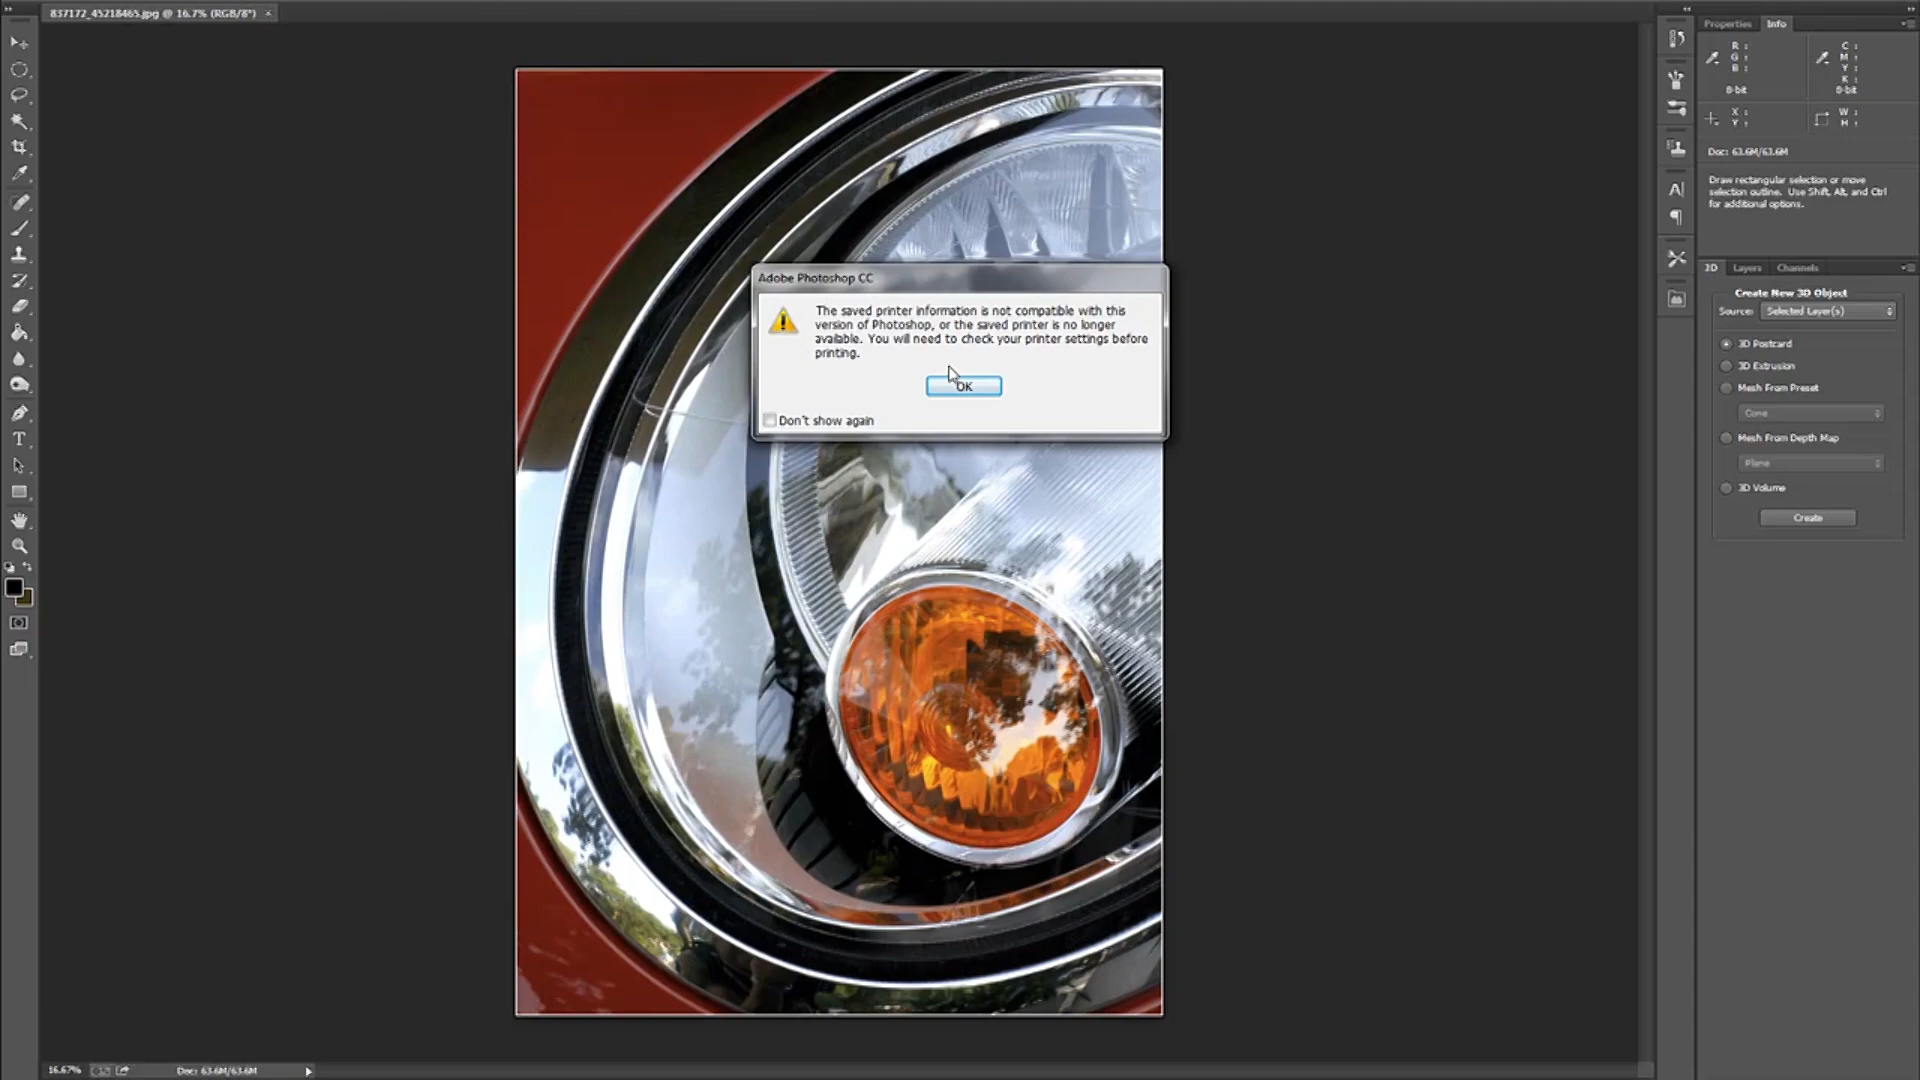 837172_45218465.jpg @ 16.7% (RGB/8*) ×
Properties
Info
R :
G :
B :
8-bit
C :
M :
Y :
K :
8-bit
X :
Y :
W :
H :
Doc: 63.6M/63.6M
Draw rectangular selection or move
selection outline. Use Shift, Alt, and Ctrl
for additional options.
3D
Layers
Channels
Create New 3D Object
Source: Selected Layer(s)
3D Postcard
3D Extrusion
Mesh From Preset
Cone
Mesh From Depth Map
Plane
3D Volume
Create
Adobe Photoshop CC
The saved printer information is not compatible with this
version of Photoshop, or the saved printer is no longer
available. You will need to check your printer settings before
printing.
OK
Don't show again
16.67%
Doc: 63.6M/63.6M